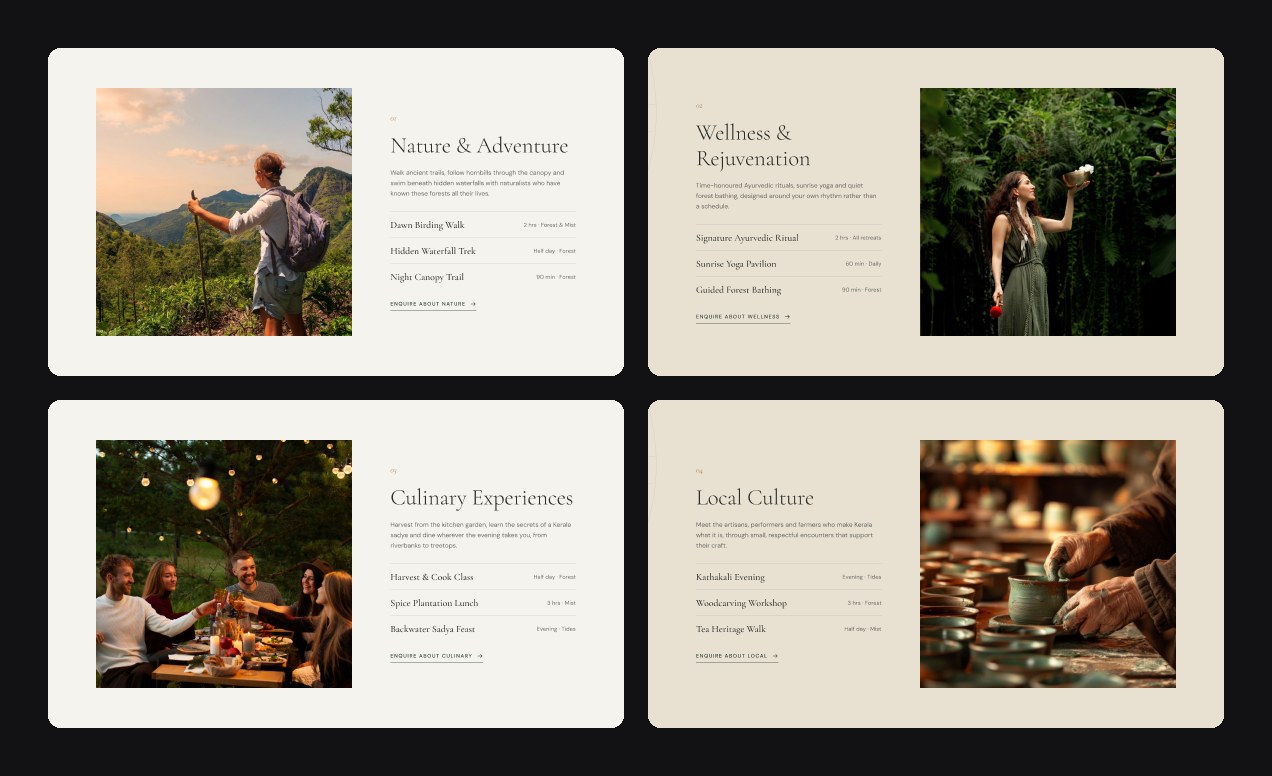 01
Nature & Adventure
Walk ancient trails, follow hornbills through the canopy and
swim beneath hidden waterfalls with naturalists who have
known these forests all their lives.
Dawn Birding Walk 2 hrs · Forest & Mist
Hidden Waterfall Trek Half day · Forest
Night Canopy Trail 90 min · Forest
ENQUIRE ABOUT NATURE →
02
Wellness &
Rejuvenation
Time-honoured Ayurvedic rituals, sunrise yoga and quiet
forest bathing, designed around your own rhythm rather than
a schedule.
Signature Ayurvedic Ritual 2 hrs · All retreats
Sunrise Yoga Pavilion 60 min · Daily
Guided Forest Bathing 90 min · Forest
ENQUIRE ABOUT WELLNESS →
03
Culinary Experiences
Harvest from the kitchen garden, learn the secrets of a Kerala
sadya and dine wherever the evening takes you, from
riverbanks to treetops.
Harvest & Cook Class Half day · Forest
Spice Plantation Lunch 3 hrs · Mist
Backwater Sadya Feast Evening · Tides
ENQUIRE ABOUT CULINARY →
04
Local Culture
Meet the artisans, performers and farmers who make Kerala
what it is, through small, respectful encounters that support
their craft.
Kathakali Evening Evening · Tides
Woodcarving Workshop 3 hrs · Forest
Tea Heritage Walk Half day · Mist
ENQUIRE ABOUT LOCAL →